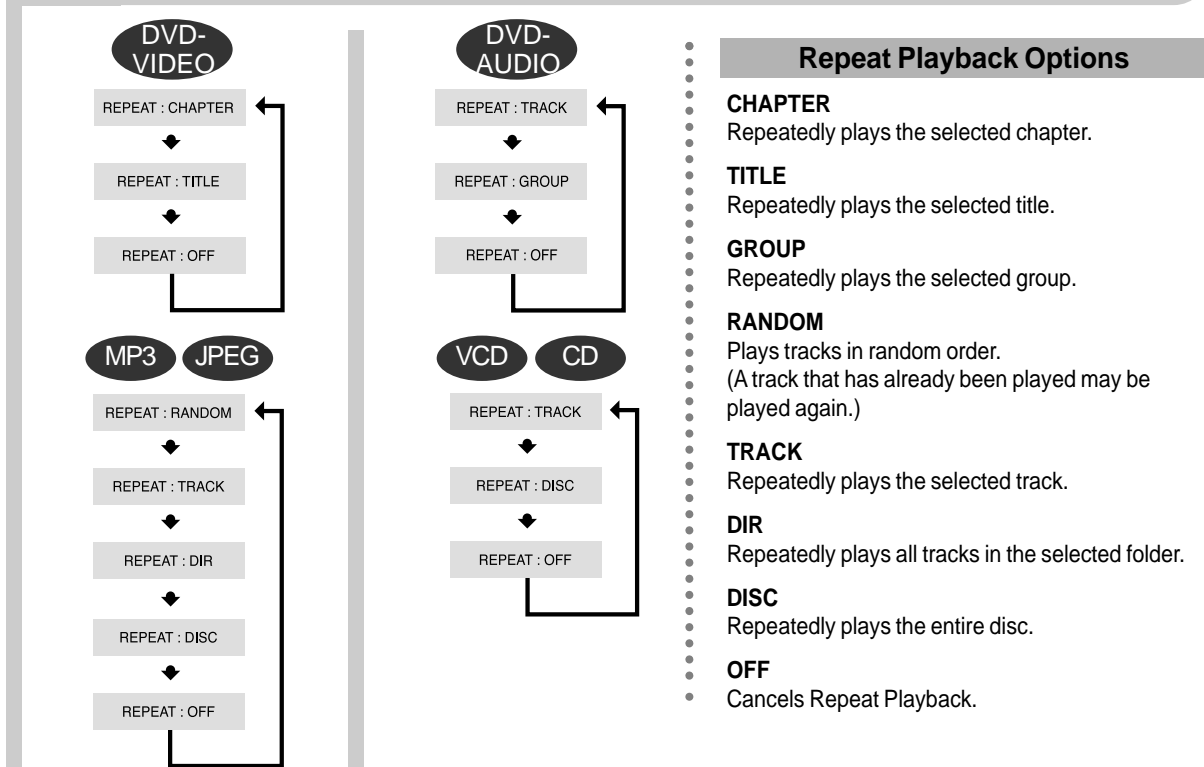 DVD-
VIDEO
REPEAT : CHAPTER
REPEAT : TITLE
REPEAT : OFF
MP3 JPEG
REPEAT : RANDOM
REPEAT : TRACK
REPEAT : DIR
REPEAT : DISC
REPEAT : OFF
DVD-
AUDIO
REPEAT : TRACK
REPEAT : GROUP
REPEAT : OFF
VCD CD
REPEAT : TRACK
REPEAT : DISC
REPEAT : OFF
Repeat Playback Options
CHAPTER
Repeatedly plays the selected chapter.
TITLE
Repeatedly plays the selected title.
GROUP
Repeatedly plays the selected group.
RANDOM
Plays tracks in random order.
(A track that has already been played may be
played again.)
TRACK
Repeatedly plays the selected track.
DIR
Repeatedly plays all tracks in the selected folder.
DISC
Repeatedly plays the entire disc.
OFF
Cancels Repeat Playback.